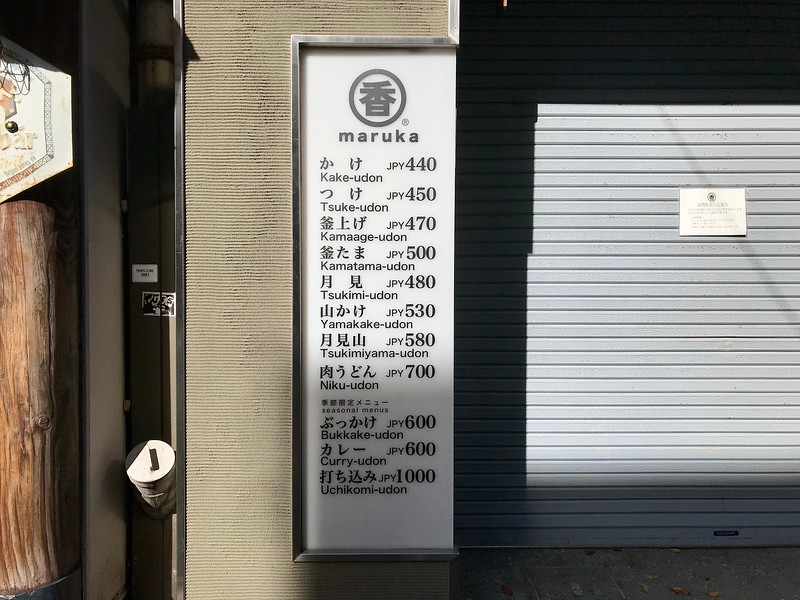 香
®
maruka
かけ JPY440
Kake-udon
つけ JPY450
Tsuke-udon
釜上げ JPY470
Kamaage-udon
釜たま JPY500
Kamatama-udon
月見 JPY480
Tsukimi-udon
山かけ JPY530
Yamakake-udon
月見山 JPY580
Tsukimiyama-udon
肉うどん JPY700
Niku-udon
季節限定メニュー
seasonal menus
ぶっかけ JPY600
Bukkake-udon
カレー JPY600
Curry-udon
打ち込み JPY1000
Uchikomi-udon